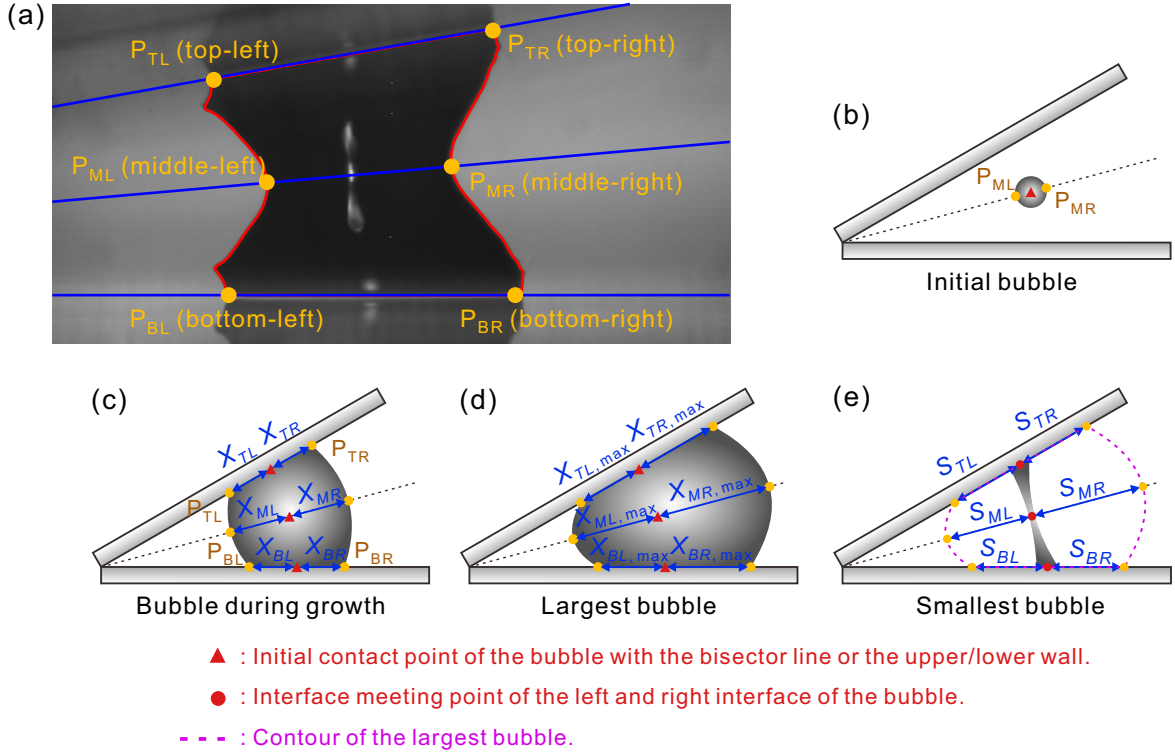 (a)
P_TL (top-left)
P_TR (top-right)
P_ML (middle-left)
P_MR (middle-right)
P_BL (bottom-left)
P_BR (bottom-right)
(b)
P_ML
P_MR
Initial bubble
(c)
X_TL
X_TR
P_TR
P_TL
X_ML
X_MR
P_BL
X_BL
X_BR
P_BR
Bubble during growth
(d)
X_TL, max
X_TR, max
X_MR, max
X_ML, max
X_BL, max
X_BR, max
Largest bubble
(e)
S_TR
S_TL
S_MR
S_ML
S_BL
S_BR
Smallest bubble
: Initial contact point of the bubble with the bisector line or the upper/lower wall.
: Interface meeting point of the left and right interface of the bubble.
: Contour of the largest bubble.